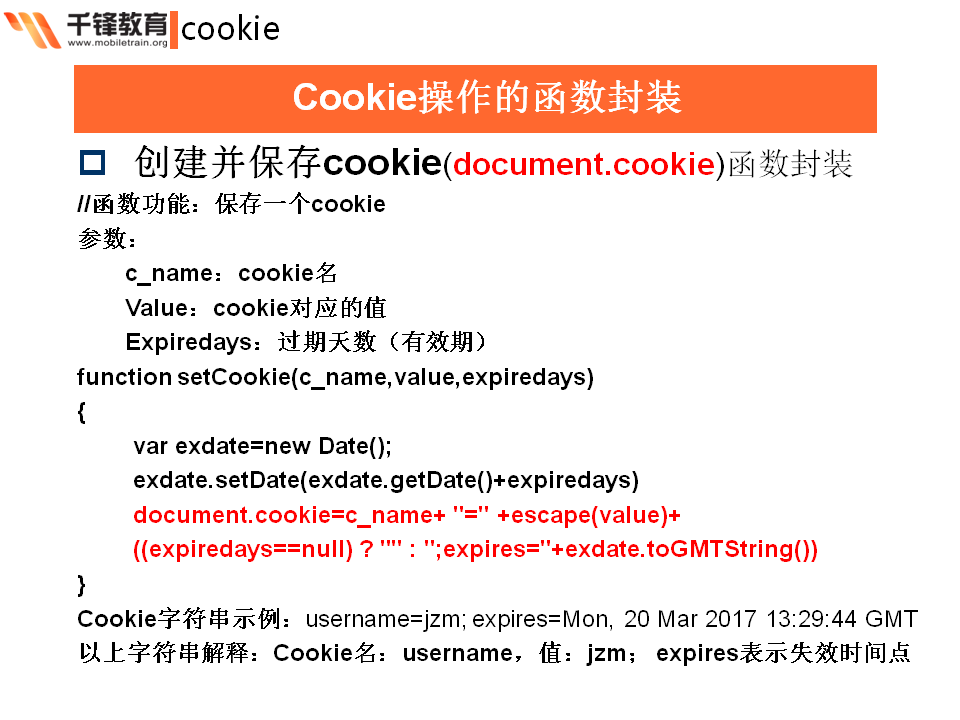 千锋教育
www.mobiletrain.org
cookie
Cookie操作的函数封装
创建并保存cookie(document.cookie)函数封装
//函数功能：保存一个cookie
参数：
c_name：cookie名
Value：cookie对应的值
Expiredays：过期天数（有效期）
function setCookie(c_name,value,expiredays)
{
var exdate=new Date();
exdate.setDate(exdate.getDate()+expiredays)
document.cookie=c_name+ "=" +escape(value)+
((expiredays==null) ? "" : ";expires="+exdate.toGMTString())
}
Cookie字符串示例：username=jzm; expires=Mon, 20 Mar 2017 13:29:44 GMT
以上字符串解释：Cookie名：username，值：jzm； expires表示失效时间点